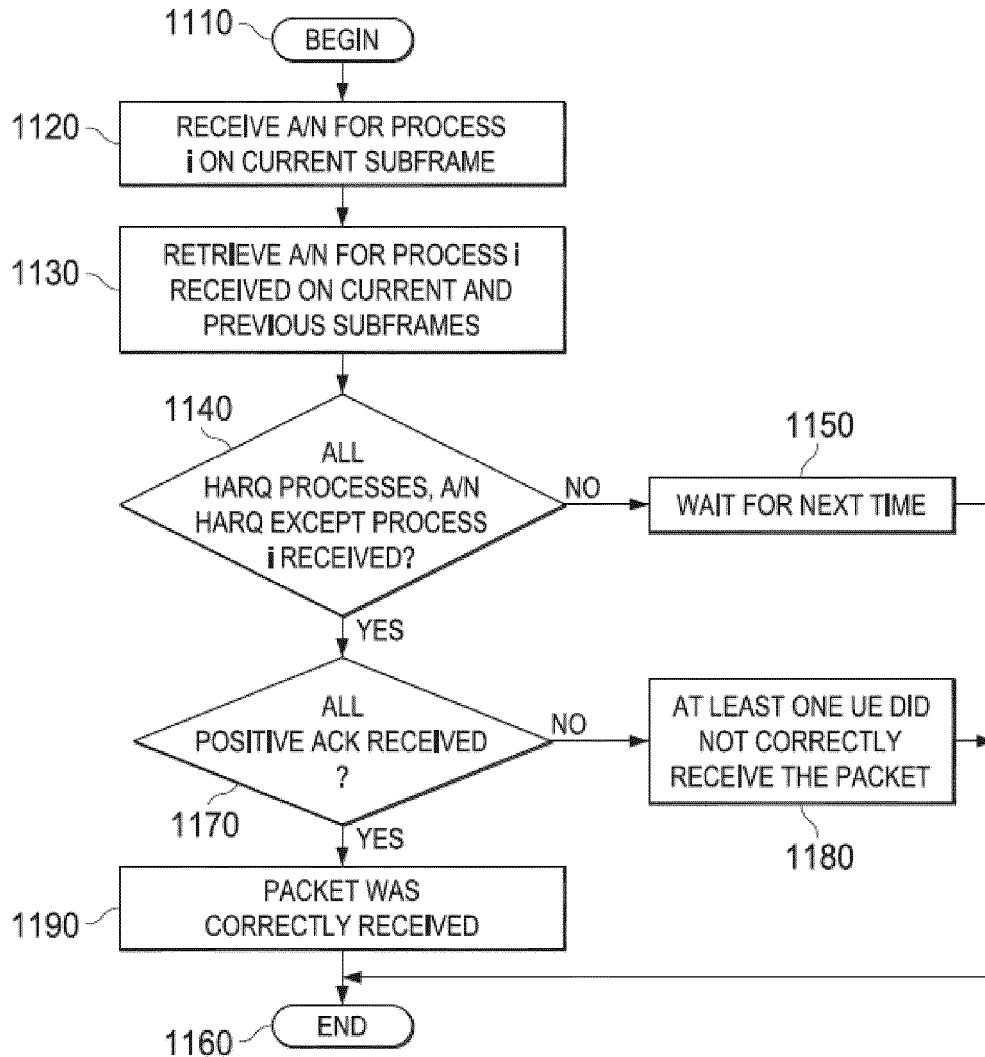 1110
BEGIN
1120
RECEIVE A/N FOR PROCESS
i ON CURRENT SUBFRAME
1130
RETRIEVE A/N FOR PROCESS i
RECEIVED ON CURRENT AND
PREVIOUS SUBFRAMES
1140
ALL
HARQ PROCESSES, A/N
HARQ EXCEPT PROCESS
i RECEIVED?
NO
1150
WAIT FOR NEXT TIME
YES
ALL
POSITIVE ACK RECEIVED
?
1170
NO
AT LEAST ONE UE DID
NOT CORRECTLY
RECEIVE THE PACKET
1180
YES
1190
PACKET WAS
CORRECTLY RECEIVED
1160
END